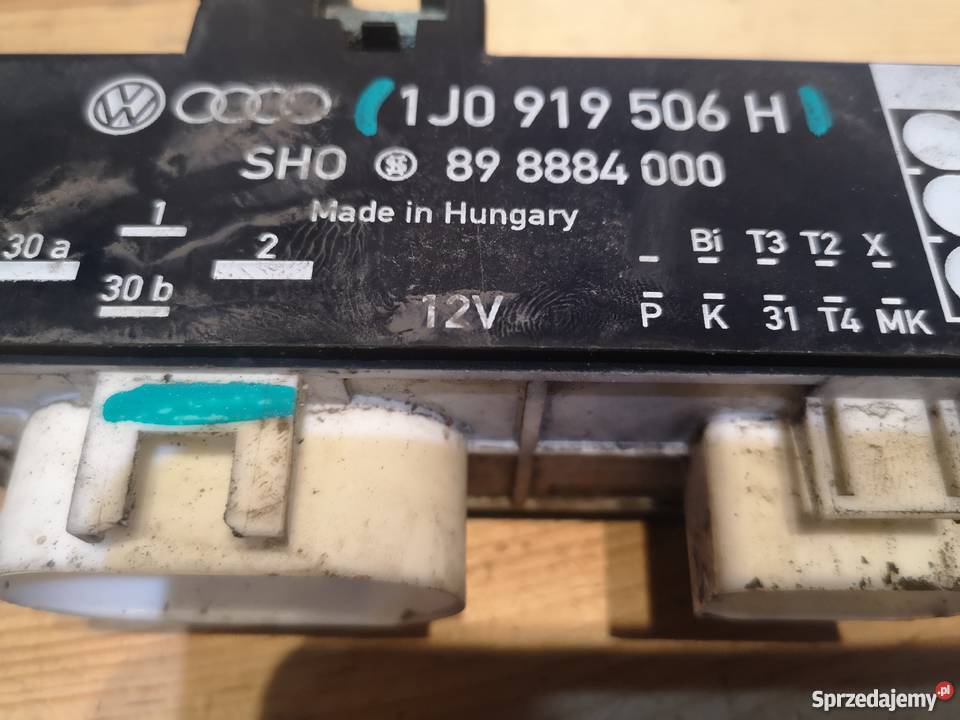 1J0 919 506 H
SHO 89 8884 000
Made in Hungary
1
30 a
2
30 b
12V
Bi T3 T2 X
P K 31 T4 MK
Sprzedajemy.pl